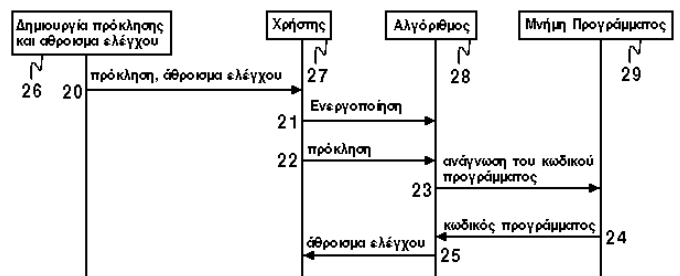 Δημιουργία πρόκλησης
και αθροισμα ελέγχου
Χρήστης
Αλγόριθμος
Μνήμη Προγράμματος
26
27
28
29
20
πρόκληση, άθροισμα ελέγχου
21
Ενεργοποίηση
22
πρόκληση
23
ανάγνωση του κωδικού
προγράμματος
κωδικός προγράμματος
24
άθροισμα ελέγχου
25